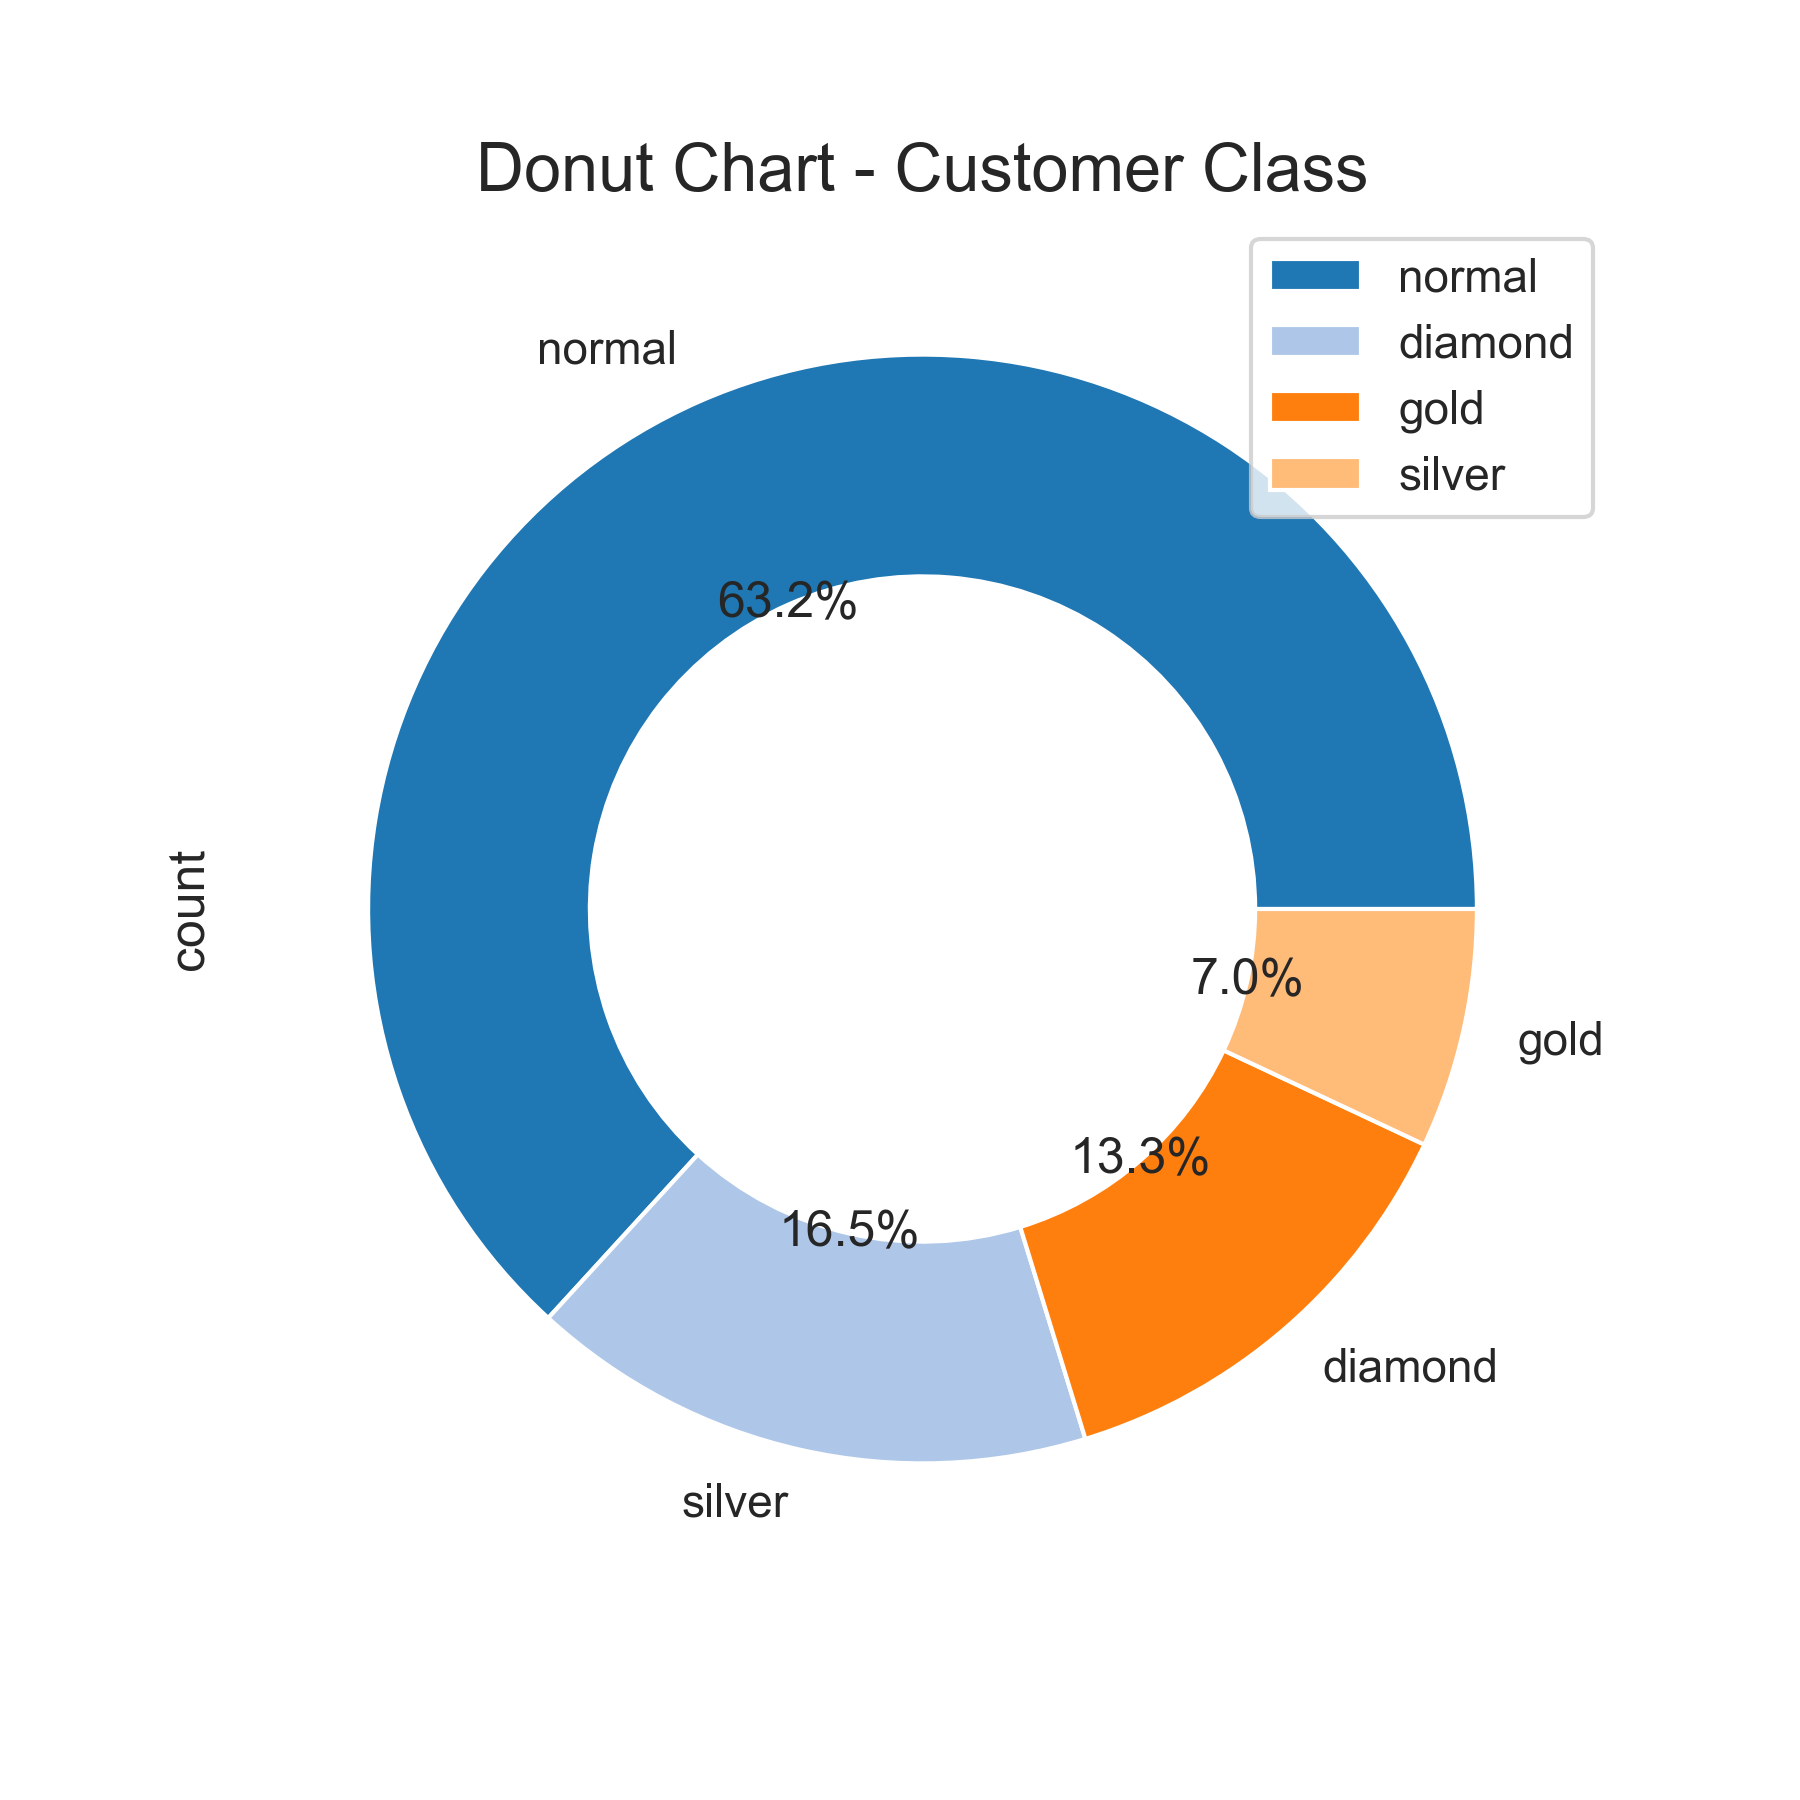 Donut Chart - Customer Class
normal
diamond
gold
silver
normal
63.2%
count
7.0%
gold
13.3%
16.5%
diamond
silver